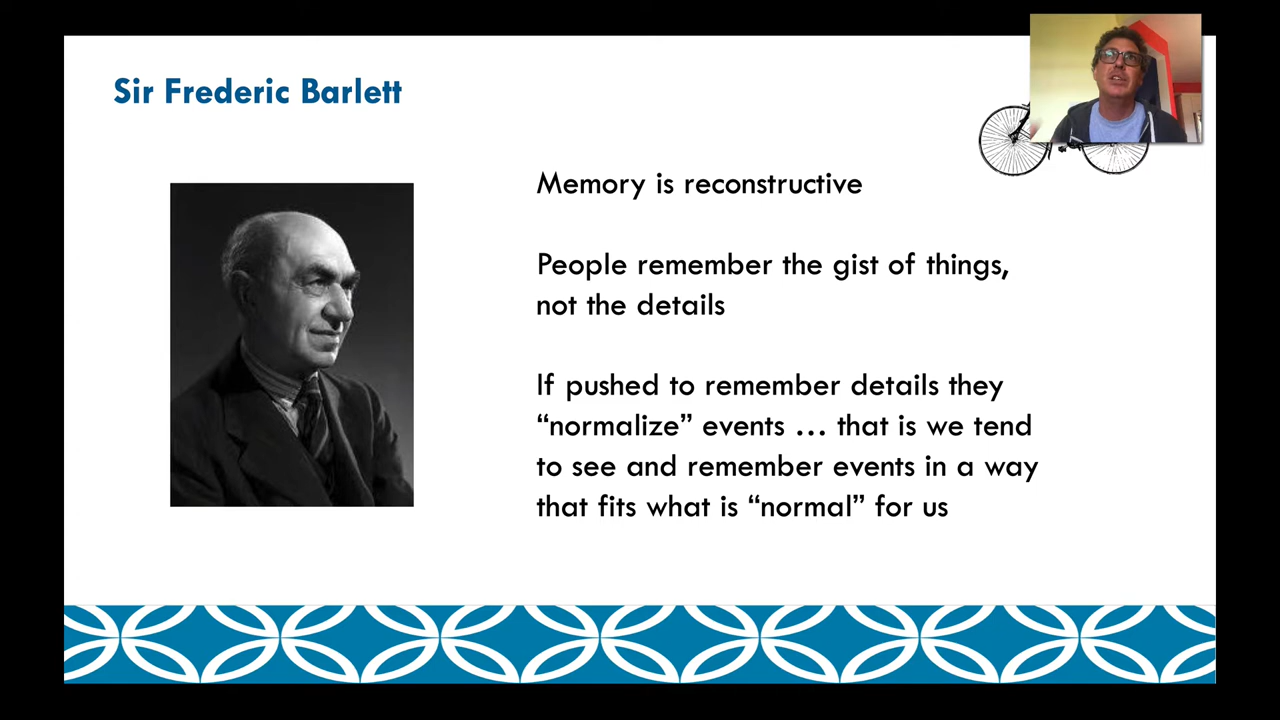 Sir Frederic Barlett
Memory is reconstructive
People remember the gist of things,
not the details
If pushed to remember details they
“normalize” events … that is we tend
to see and remember events in a way
that fits what is “normal” for us